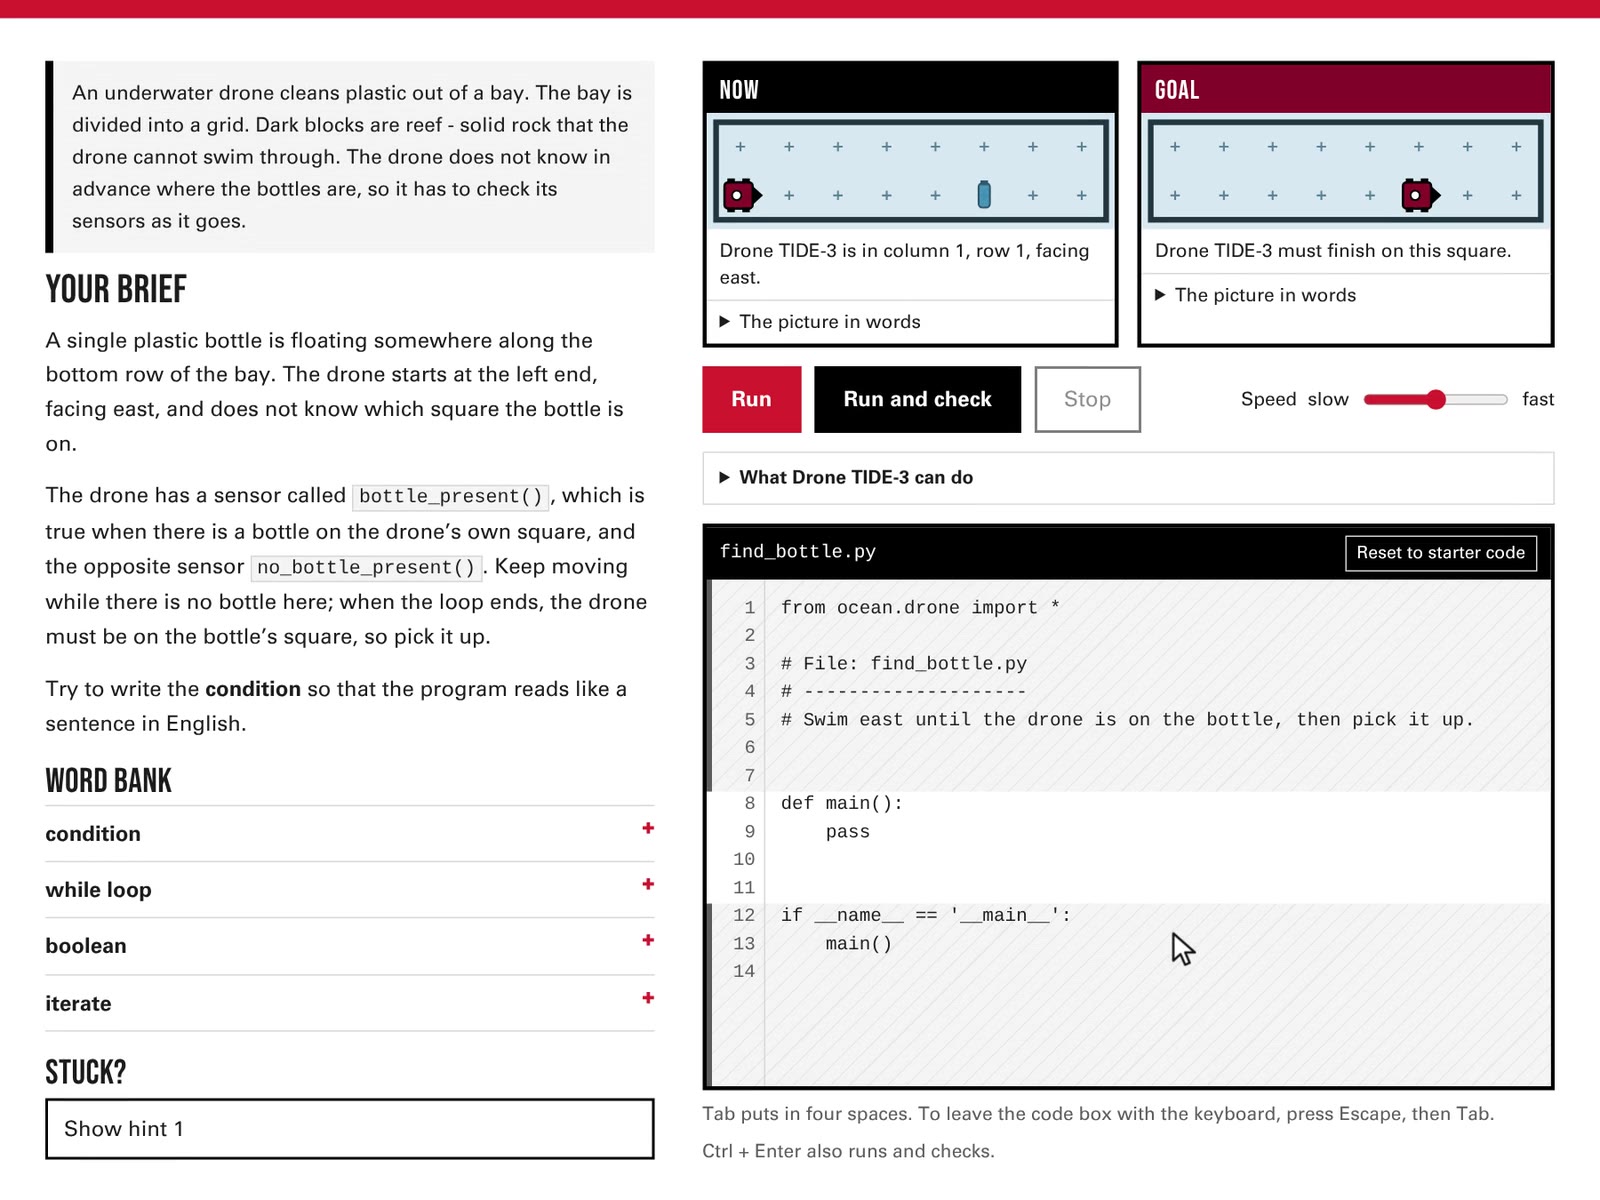 An underwater drone cleans plastic out of a bay. The bay is
divided into a grid. Dark blocks are reef - solid rock that the
drone cannot swim through. The drone does not know in
advance where the bottles are, so it has to check its
sensors as it goes.
YOUR BRIEF
A single plastic bottle is floating somewhere along the
bottom row of the bay. The drone starts at the left end,
facing east, and does not know which square the bottle is
on.
The drone has a sensor called bottle_present(), which is
true when there is a bottle on the drone’s own square, and
the opposite sensor no_bottle_present(). Keep moving
while there is no bottle here; when the loop ends, the drone
must be on the bottle’s square, so pick it up.
Try to write the condition so that the program reads like a
sentence in English.
WORD BANK
condition
while loop
boolean
iterate
STUCK?
Show hint 1
NOW
Drone TIDE-3 is in column 1, row 1, facing
east.
The picture in words
GOAL
Drone TIDE-3 must finish on this square.
The picture in words
Run
Run and check
Stop
Speed slow fast
What Drone TIDE-3 can do
find_bottle.py
Reset to starter code
1 from ocean.drone import *
2
3 # File: find_bottle.py
4 # --------------------
5 # Swim east until the drone is on the bottle, then pick it up.
6
7
8 def main():
9     pass
10
11
12 if __name__ == '__main__':
13     main()
14
Tab puts in four spaces. To leave the code box with the keyboard, press Escape, then Tab.
Ctrl + Enter also runs and checks.